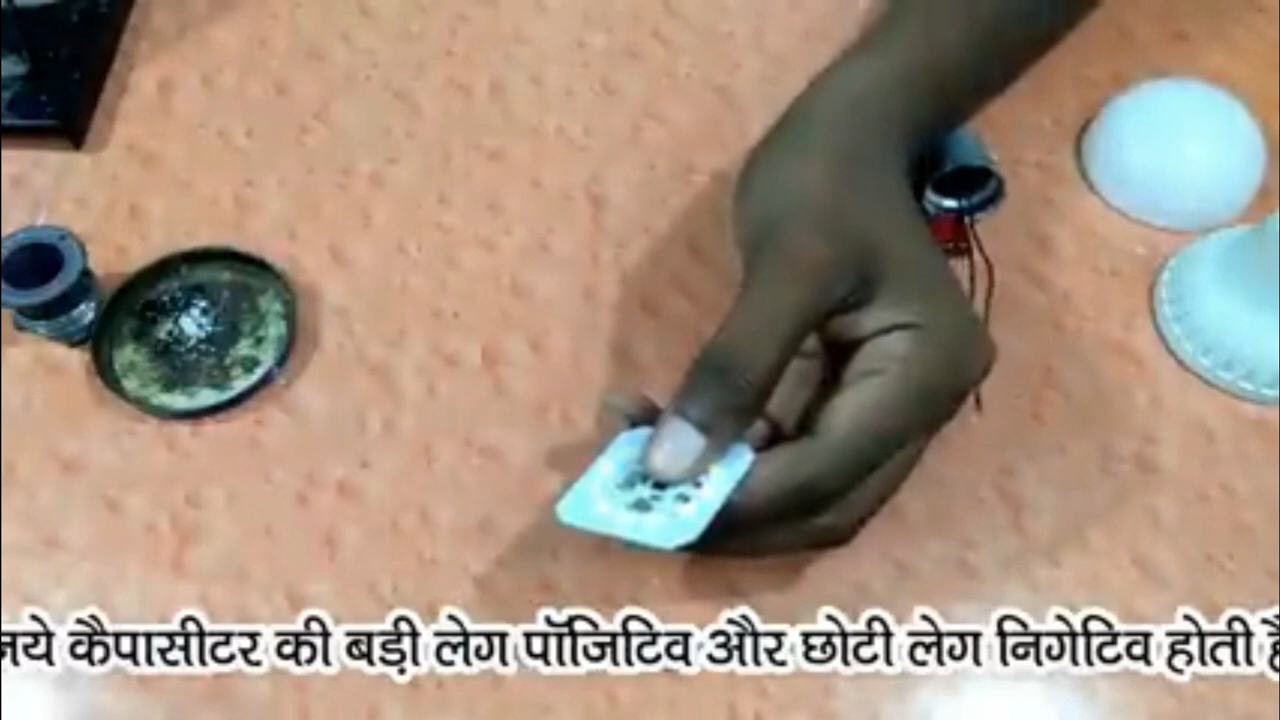 नये कैपासीटर की बड़ी लेग पॉजिटिव और छोटी लेग निगेटिव होती है